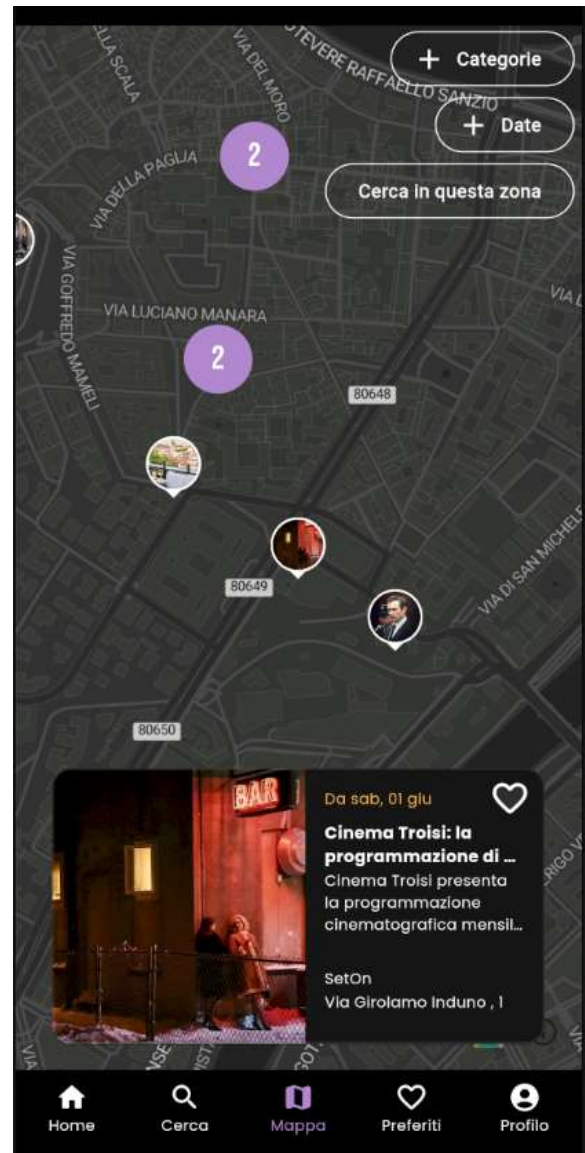 VIA DELLA SCALA
VIA DEL MORO
LUNGOTEVERE RAFFAELLO SANZIO
+ Categorie
+ Date
Cerca in questa zona
2
VIA DELLA PAGLIA
VIA GOFFREDO MAMELI
VIA LUCIANO MANARA
2
80648
80649
VIA DI SAN MICHELE
80650
BAR
Da sab, 01 giu
Cinema Troisi: la
programmazione di ...
Cinema Troisi presenta
la programmazione
cinematografica mensil...
SetOn
Via Girolamo Induno , 1
VIA
Home
Cerca
Mappa
Preferiti
Profilo